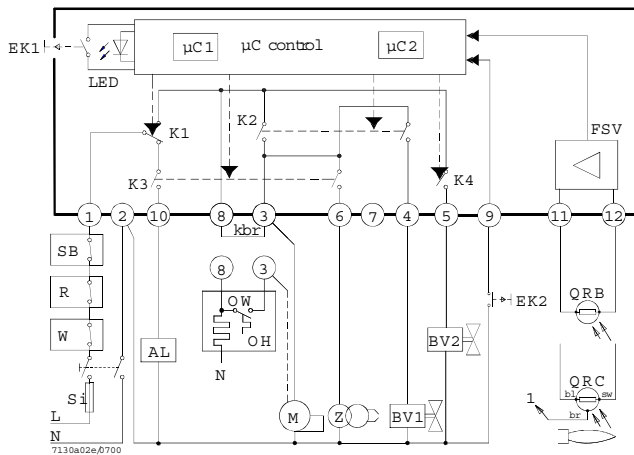 µC1
µC control
µC2
EK1
LED
FSV
K1
K2
K3
K4
1
2
10
8
3
6
7
4
5
9
11
12
kbr
SB
R
W
8
3
OW
OH
N
AL
EK2
QRB
BV2
Si
L
N
M
Z
BV1
QRC
bl
sw
br
1
7130a02e/0700